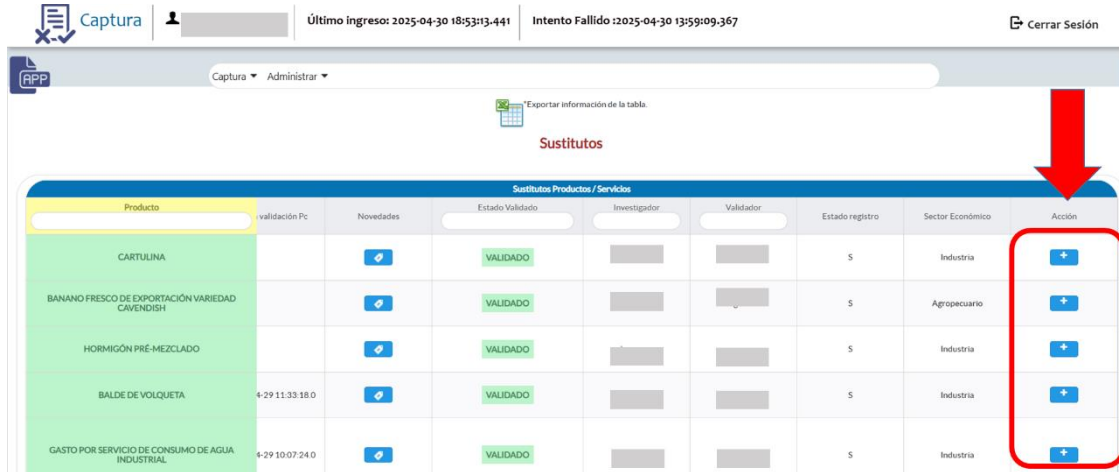 Captura
Último ingreso: 2025-04-30 18:53:13.441
Intento Fallido :2025-04-30 13:59:09.367
Cerrar Sesión
APP
Captura
Administrar
*Exportar información de la tabla.
Sustitutos
Sustitutos Productos / Servicios
Producto
validación Pc
Novedades
Estado Validado
Investigador
Validador
Estado registro
Sector Económico
Acción
CARTULINA
VALIDADO
S
Industria
BANANO FRESCO DE EXPORTACIÓN VARIEDAD
CAVENDISH
VALIDADO
S
Agropecuario
HORMIGÓN PRÉ-MEZCLADO
VALIDADO
S
Industria
BALDE DE VOLQUETA
4-29 11:33:18.0
VALIDADO
S
Industria
GASTO POR SERVICIO DE CONSUMO DE AGUA
INDUSTRIAL
4-29 10:07:24.0
VALIDADO
S
Industria